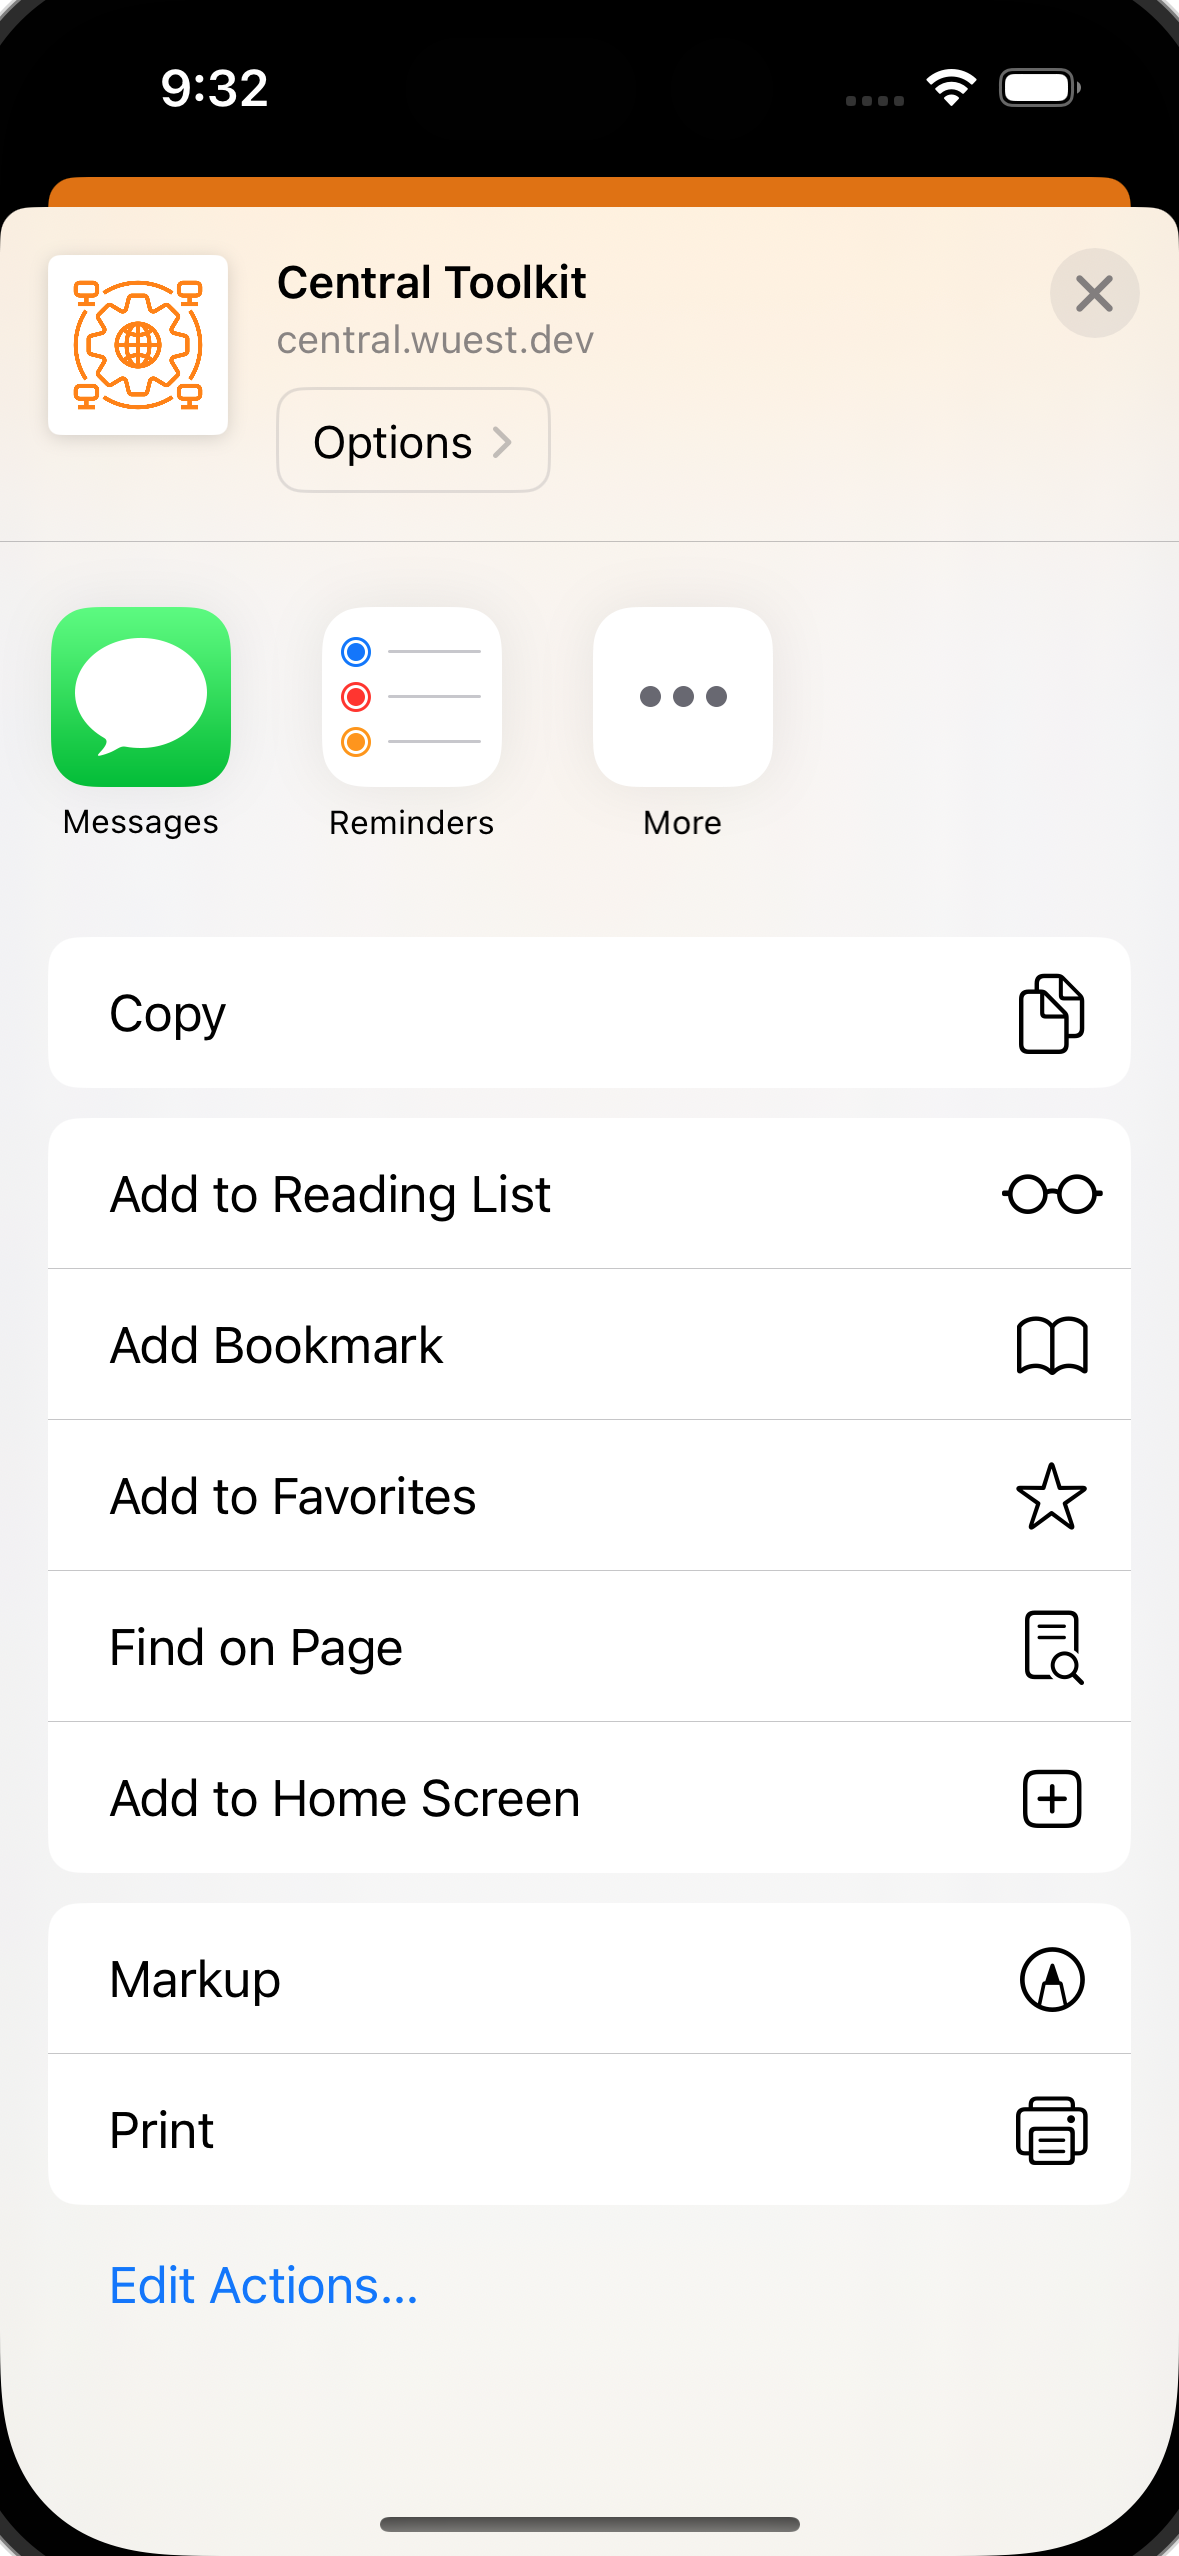 9:32
Central Toolkit
central.wuest.dev
Options
Messages
Reminders
More
Copy
Add to Reading List
Add Bookmark
Add to Favorites
Find on Page
Add to Home Screen
Markup
Print
Edit Actions...